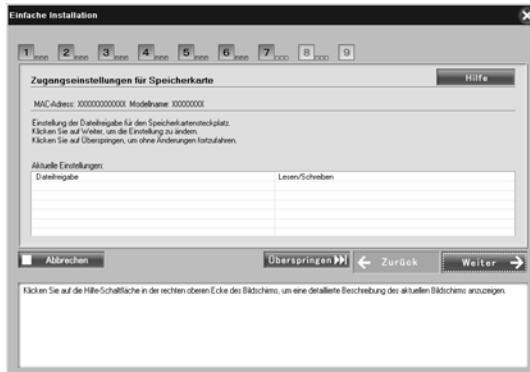 Einfache Installation
1 2 3 4 5 6 7 8 9
Zugangseinstellungen für Speicherkarte
Hilfe
MAC-Adress: XXXXXXXXXXXX Modellname: XXXXXXXX
Einstellung der Dateifreigabe für den Speicherkartensteckplatz.
Klicken Sie auf Weiter, um die Einstellung zu ändern.
Klicken Sie auf Überspringen, um ohne Änderungen fortzufahren.
Aktuelle Einstellungen:
Dateifreigabe Lesen/Schreiben
Abbrechen Überspringen Zurück Weiter
Klicken Sie auf die Hilfe-Schaltfläche in der rechten oberen Ecke des Bildschirms, um eine detaillierte Beschreibung des aktuellen Bildschirms anzuzeigen.